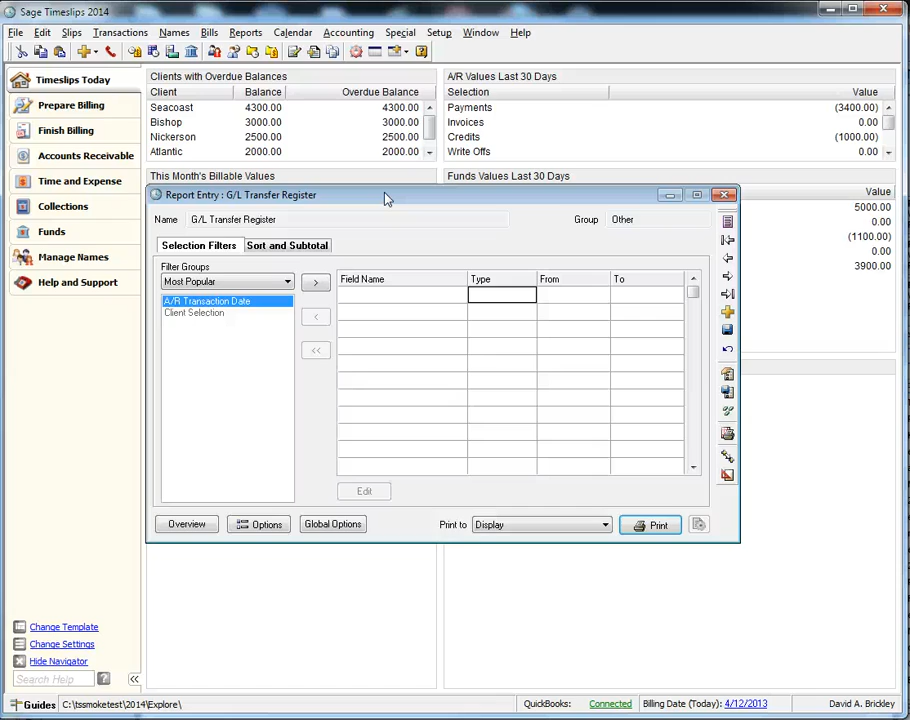 Sage Timeslips 2014
File Edit Slips Transactions Names Bills Reports Calendar Accounting Special Setup Window Help
Timeslips Today
Prepare Billing
Finish Billing
Accounts Receivable
Time and Expense
Collections
Funds
Manage Names
Help and Support
Clients with Overdue Balances
Client Balance Overdue Balance
Seacoast 4300.00 4300.00
Bishop 3000.00 3000.00
Nickerson 2500.00 2500.00
Atlantic 2000.00 2000.00
A/R Values Last 30 Days
Selection Value
Payments (3400.00)
Invoices 0.00
Credits (1000.00)
Write Offs 0.00
This Month's Billable Values
Funds Values Last 30 Days
Value
5000.00
0.00
(1100.00)
3900.00
Report Entry : G/L Transfer Register
Name G/L Transfer Register Group Other
Selection Filters Sort and Subtotal
Filter Groups
Most Popular >
A/R Transaction Date
Client Selection
<
<<
Field Name Type From To
Edit
Overview Options Global Options Print to Display Print
Change Template
Change Settings
Hide Navigator
Search Help ? <<
Guides C:\tssmoketest\2014\Explore\ QuickBooks: Connected Billing Date (Today): 4/12/2013 David A. Brickley